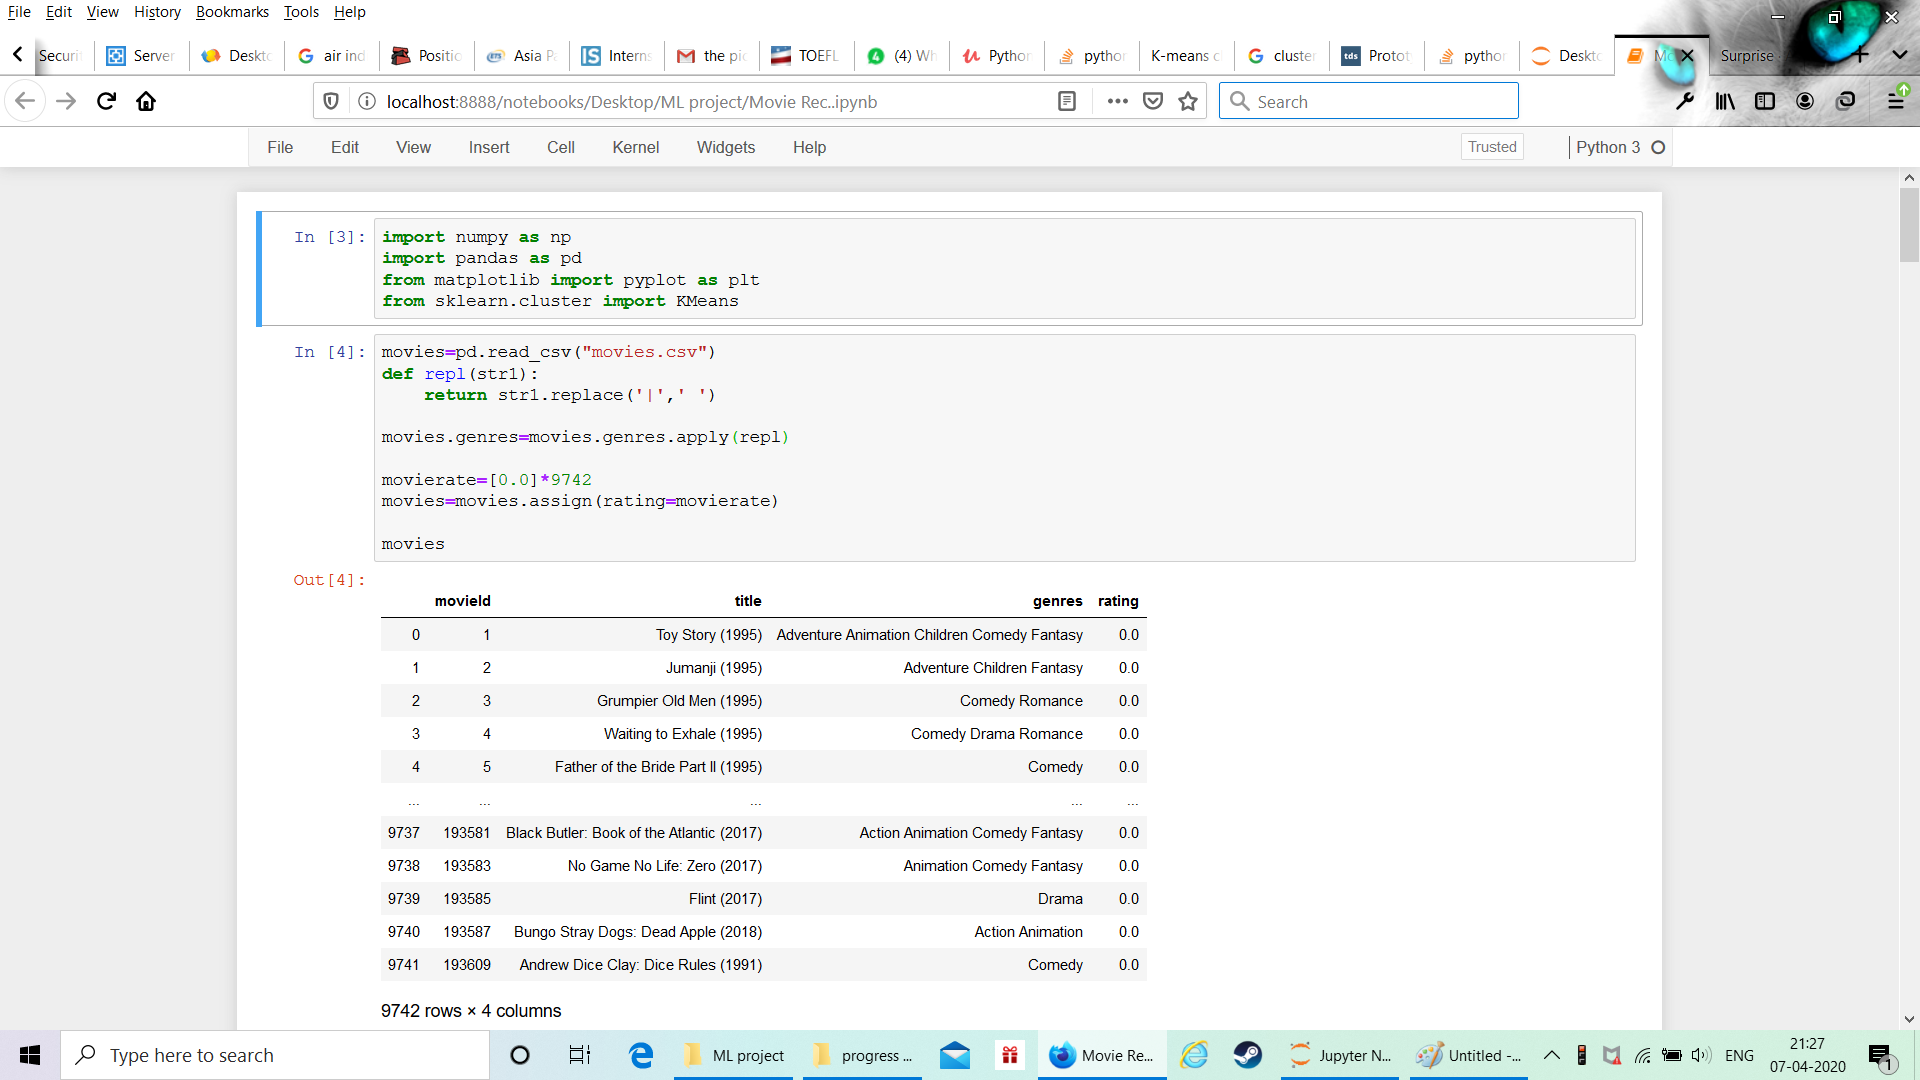 File Edit View History Bookmarks Tools Help
Securi Server Deskto air ind Positio Asia Pa Interns the pic TOEFL (4) Wh Python python K-means c cluster tds Protot python Deskto Mo Surprise
localhost:8888/notebooks/Desktop/ML project/Movie Rec..ipynb Search
File Edit View Insert Cell Kernel Widgets Help Trusted Python 3
In [3]: import numpy as np
import pandas as pd
from matplotlib import pyplot as plt
from sklearn.cluster import KMeans
In [4]: movies=pd.read_csv("movies.csv")
def repl(str1):
    return str1.replace('|',' ')
movies.genres=movies.genres.apply(repl)
movierate=[0.0]*9742
movies=movies.assign(rating=movierate)
movies
Out[4]:
movieId title genres rating
0 1 Toy Story (1995) Adventure Animation Children Comedy Fantasy 0.0
1 2 Jumanji (1995) Adventure Children Fantasy 0.0
2 3 Grumpier Old Men (1995) Comedy Romance 0.0
3 4 Waiting to Exhale (1995) Comedy Drama Romance 0.0
4 5 Father of the Bride Part II (1995) Comedy 0.0
... ... ... ... ...
9737 193581 Black Butler: Book of the Atlantic (2017) Action Animation Comedy Fantasy 0.0
9738 193583 No Game No Life: Zero (2017) Animation Comedy Fantasy 0.0
9739 193585 Flint (2017) Drama 0.0
9740 193587 Bungo Stray Dogs: Dead Apple (2018) Action Animation 0.0
9741 193609 Andrew Dice Clay: Dice Rules (1991) Comedy 0.0
9742 rows × 4 columns
Type here to search ML project progress ... Movie Re... Jupyter N... Untitled -... ENG 21:27
07-04-2020 1